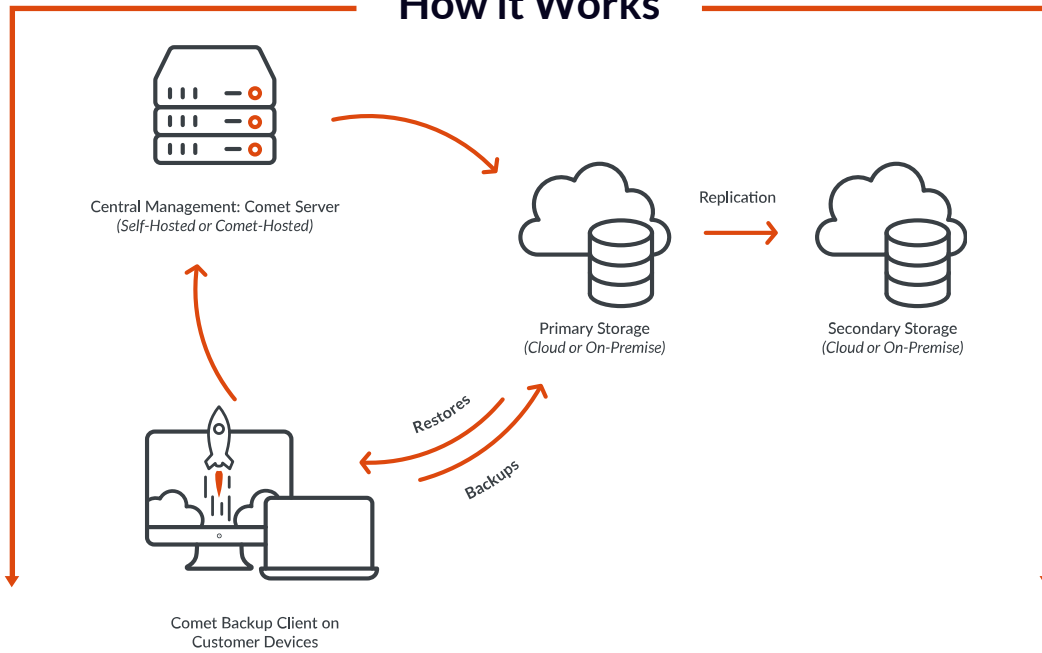 How it Works
Central Management: Comet Server
(Self-Hosted or Comet-Hosted)
Replication
Primary Storage
(Cloud or On-Premise)
Secondary Storage
(Cloud or On-Premise)
Restores
Backups
Comet Backup Client on
Customer Devices